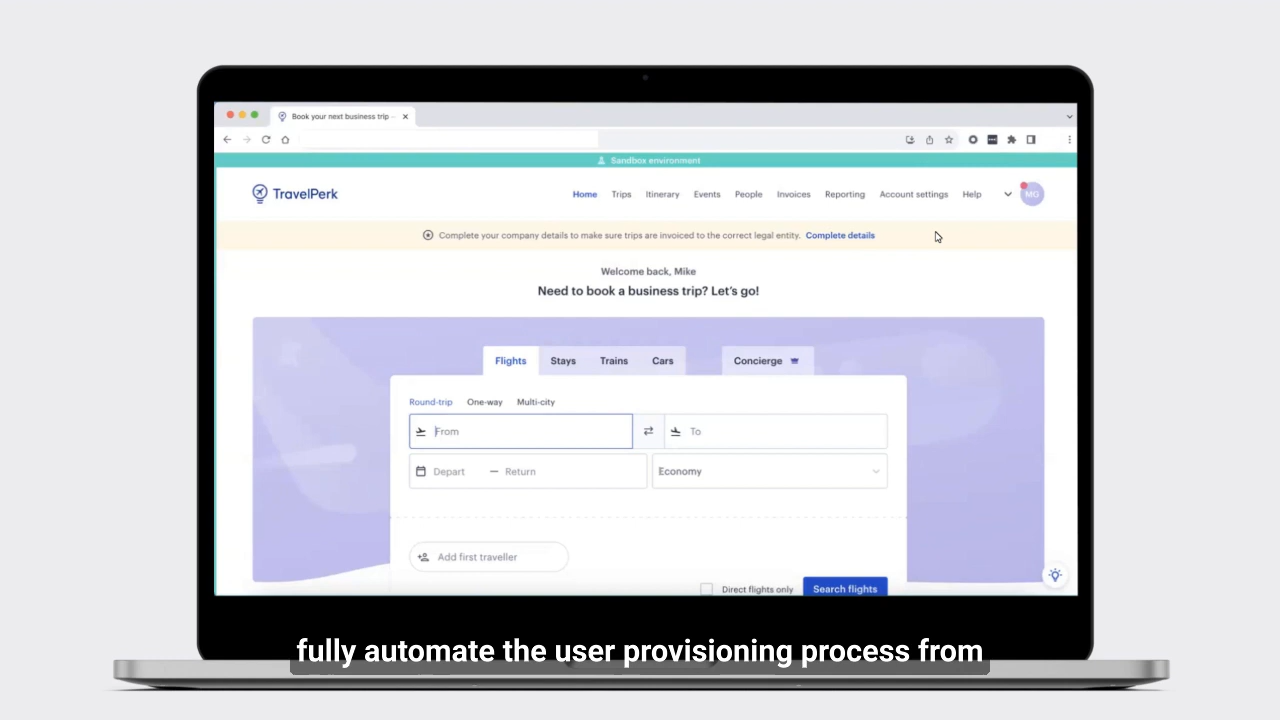 Book your next business trip –
Sandbox environment
TravelPerk
Home Trips Itinerary Events People Invoices Reporting Account settings Help MG
Complete your company details to make sure trips are invoiced to the correct legal entity. Complete details
Welcome back, Mike
Need to book a business trip? Let's go!
Flights Stays Trains Cars Concierge
Round-trip One-way Multi-city
From To
Depart — Return Economy
Add first traveller
Direct flights only Search flights
fully automate the user provisioning process from